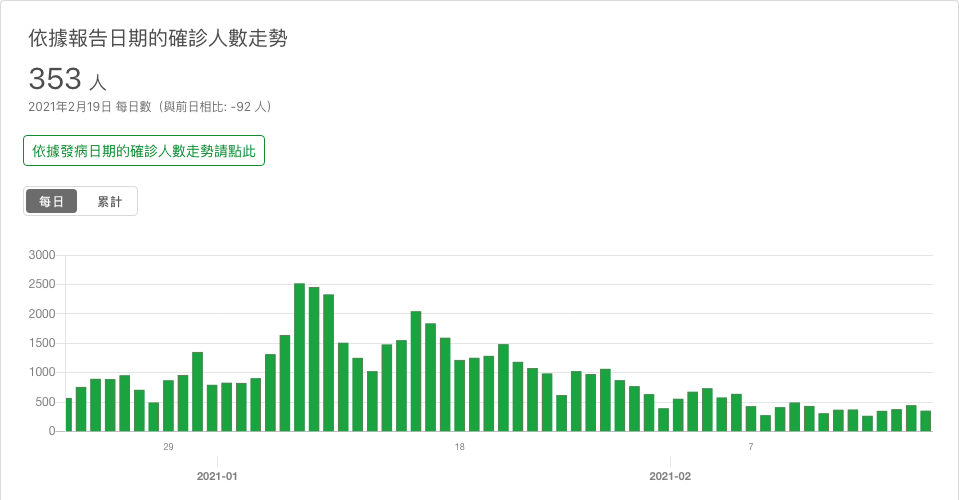 依據報告日期的確診人數走勢
353 人
2021年2月19日 每日數（與前日相比: -92 人）
依據發病日期的確診人數走勢請點此
每日 累計
3000
2500
2000
1500
1000
500
0
29 18 7
2021-01 2021-02